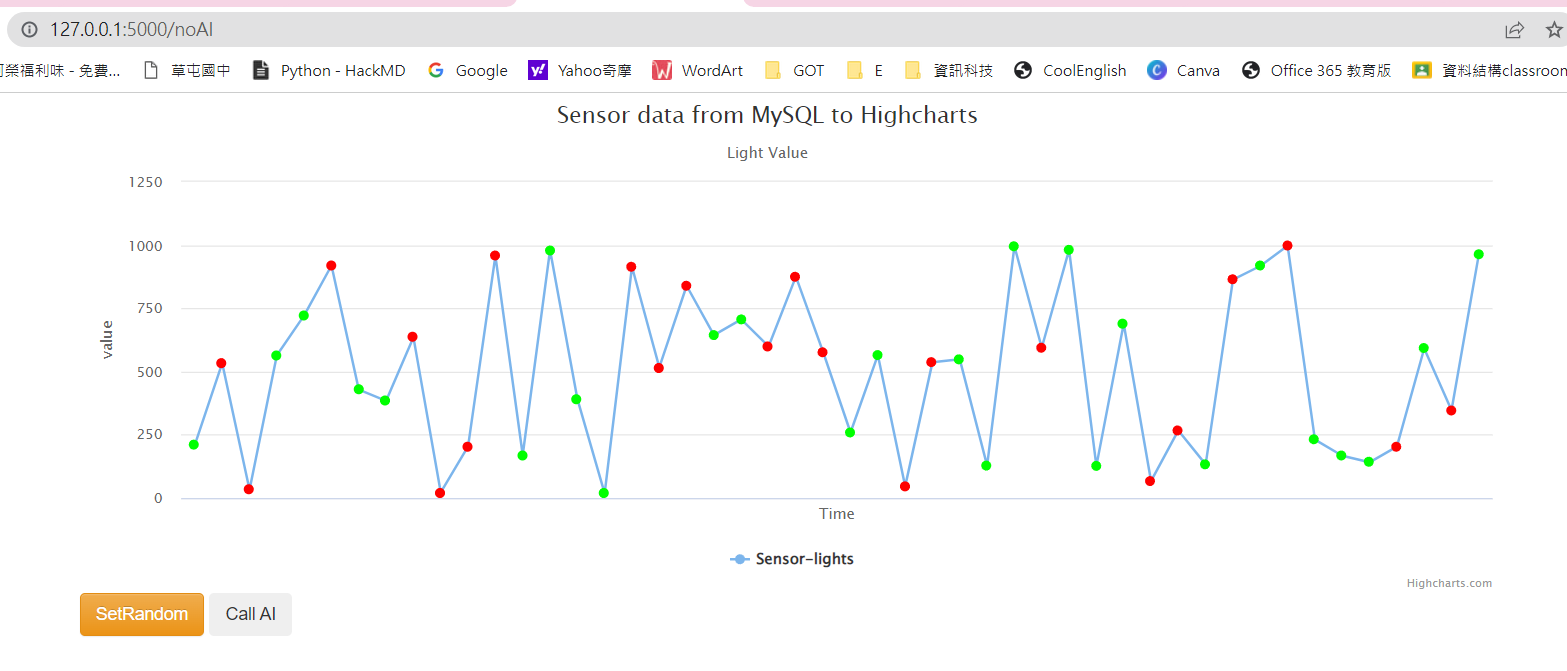 127.0.0.1:5000/noAI
榮福利味 - 免費... 草屯國中 Python - HackMD Google Yahoo奇摩 WordArt GOT E 資訊科技 CoolEnglish Canva Office 365 教育版 資料結構classroon
Sensor data from MySQL to Highcharts
Light Value
1250
1000
750
500
250
0
value
Time
Sensor-lights
Highcharts.com
SetRandom Call AI